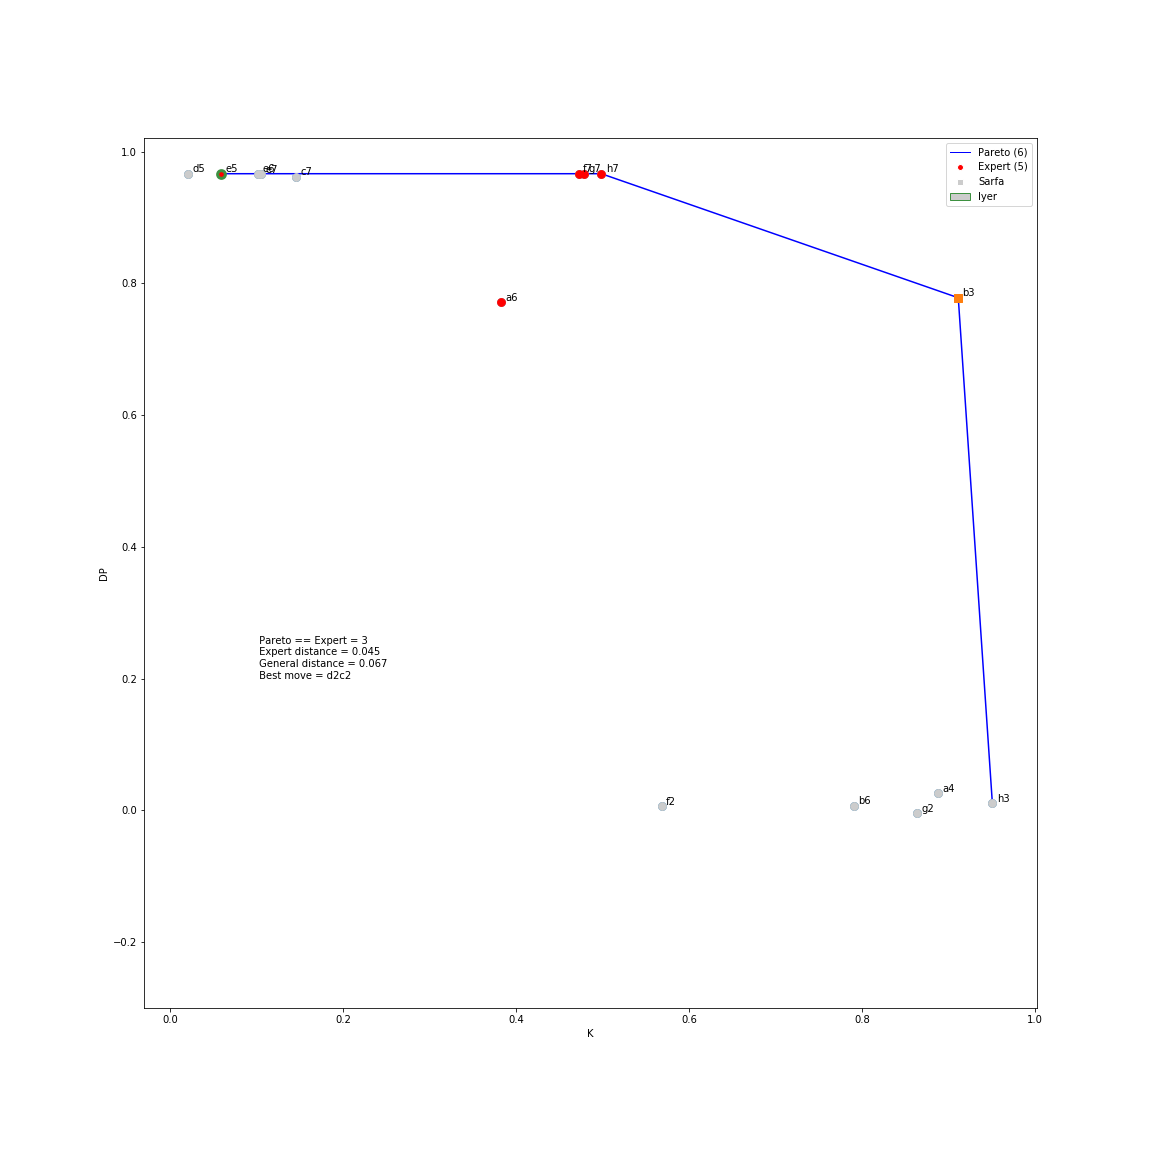 1.0
0.8
0.6
0.4
0.2
0.0
−0.2
DP
0.0 0.2 0.4 0.6 0.8 1.0
K
Pareto (6)
Expert (5)
Sarfa
Iyer
d5
e5
e6
c7
f7
g7
h7
a6
b3
Pareto == Expert = 3
Expert distance = 0.045
General distance = 0.067
Best move = d2c2
f2
b6
g2
a4
h3